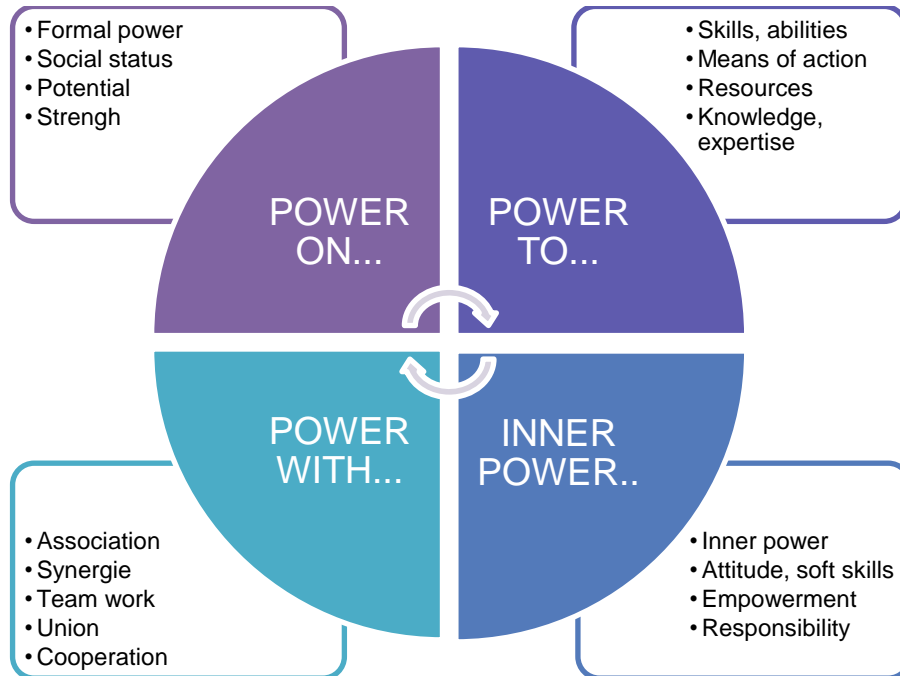 • Formal power
• Social status
• Potential
• Strengh
• Skills, abilities
• Means of action
• Resources
• Knowledge,
expertise
POWER
ON...
POWER
TO...
POWER
WITH...
INNER
POWER..
• Association
• Synergie
• Team work
• Union
• Cooperation
• Inner power
• Attitude, soft skills
• Empowerment
• Responsibility